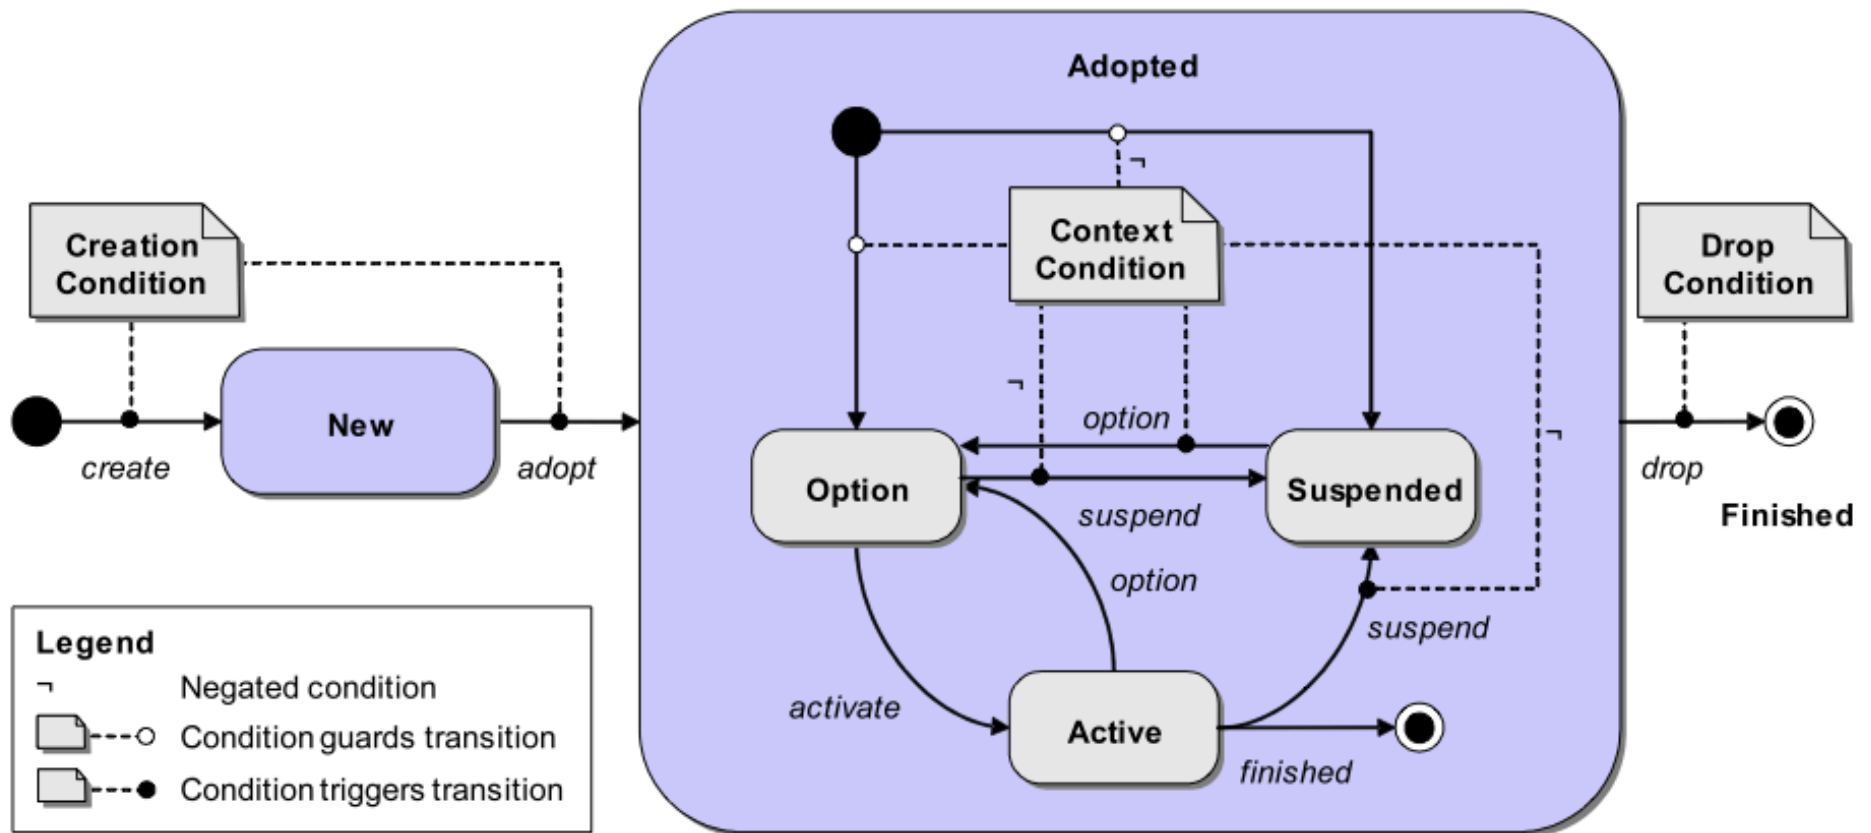 Adopted
¬
Creation
Condition
Context
Condition
Drop
Condition
¬
New
option
¬
create
adopt
drop
Option
Suspended
suspend
Finished
option
suspend
Legend
¬ Negated condition
activate
Active
Condition guards transition
finished
Condition triggers transition